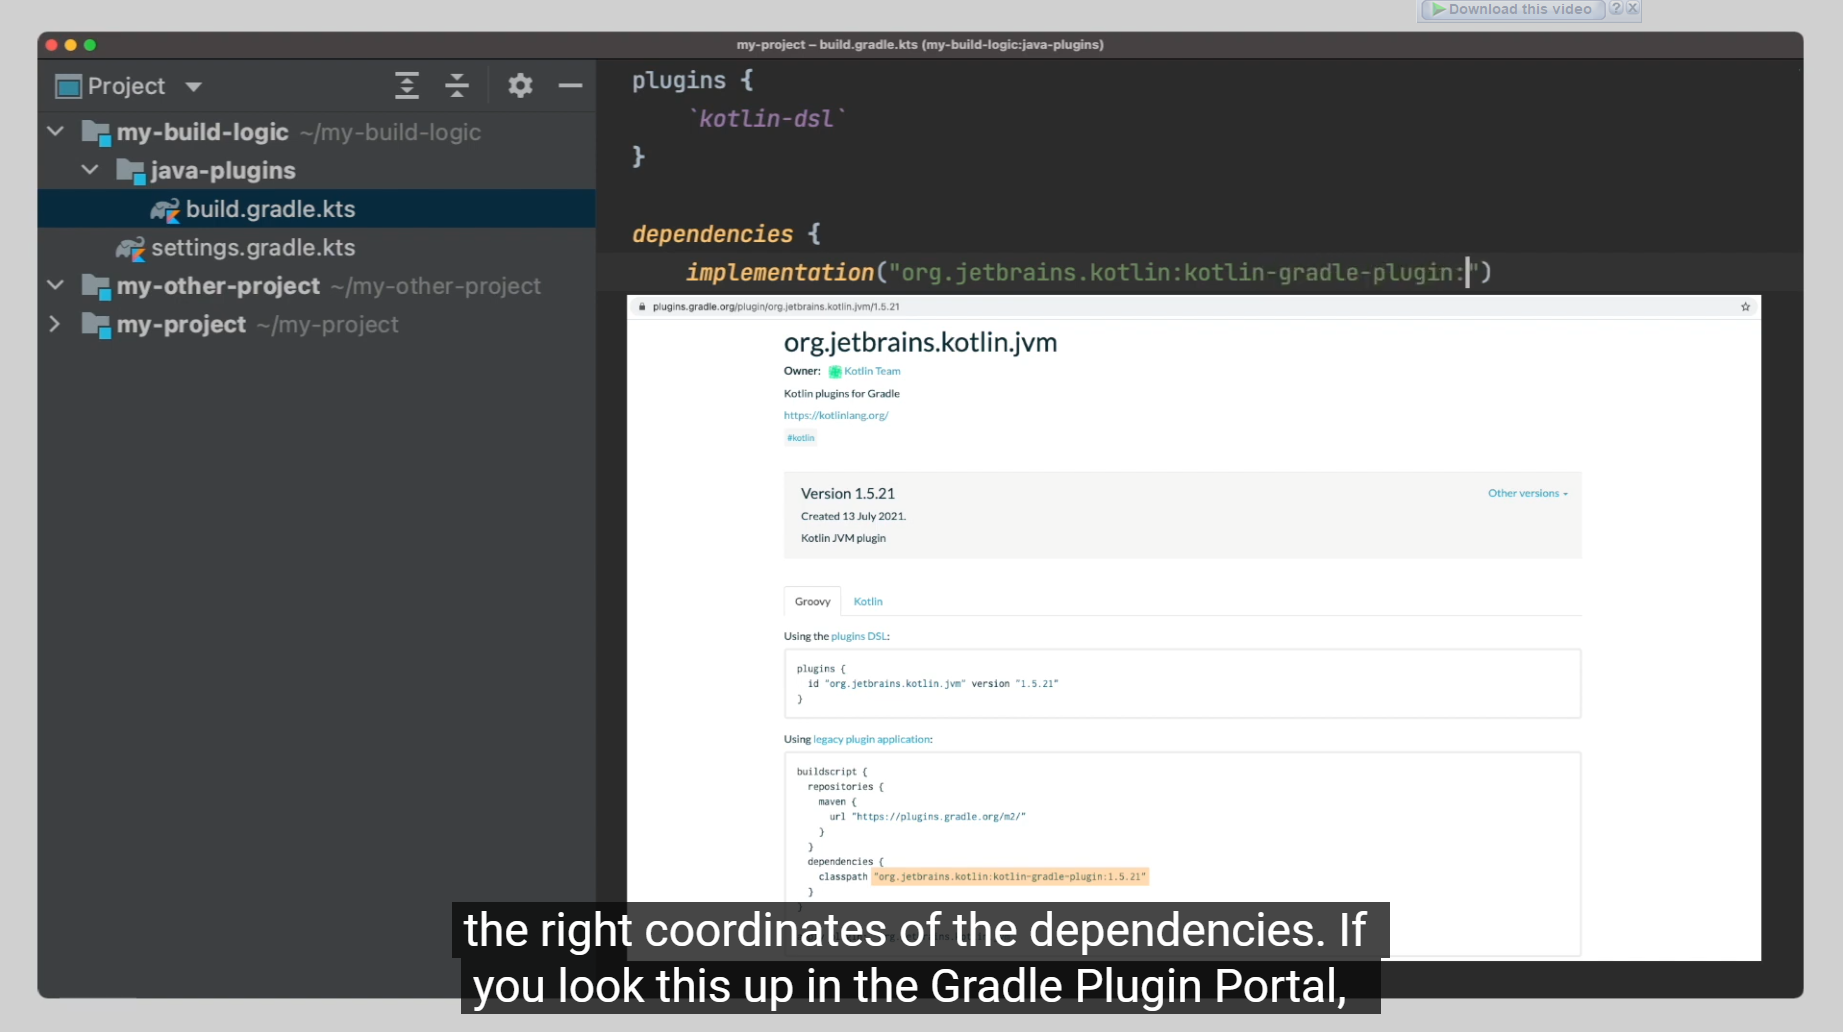 Download this video
my-project – build.gradle.kts (my-build-logic:java-plugins)
Project
my-build-logic ~/my-build-logic
java-plugins
build.gradle.kts
settings.gradle.kts
my-other-project ~/my-other-project
my-project ~/my-project
plugins {
`kotlin-dsl`
}
dependencies {
implementation("org.jetbrains.kotlin:kotlin-gradle-plugin:")
plugins.gradle.org/plugin/org.jetbrains.kotlin.jvm/1.5.21
org.jetbrains.kotlin.jvm
Owner: Kotlin Team
Kotlin plugins for Gradle
https://kotlinlang.org/
#kotlin
Version 1.5.21
Other versions
Created 13 July 2021.
Kotlin JVM plugin
Groovy Kotlin
Using the plugins DSL:
plugins {
id "org.jetbrains.kotlin.jvm" version "1.5.21"
}
Using legacy plugin application:
buildscript {
repositories {
maven {
url "https://plugins.gradle.org/m2/"
}
}
dependencies {
classpath "org.jetbrains.kotlin:kotlin-gradle-plugin:1.5.21"
}
}
the right coordinates of the dependencies. If
you look this up in the Gradle Plugin Portal,